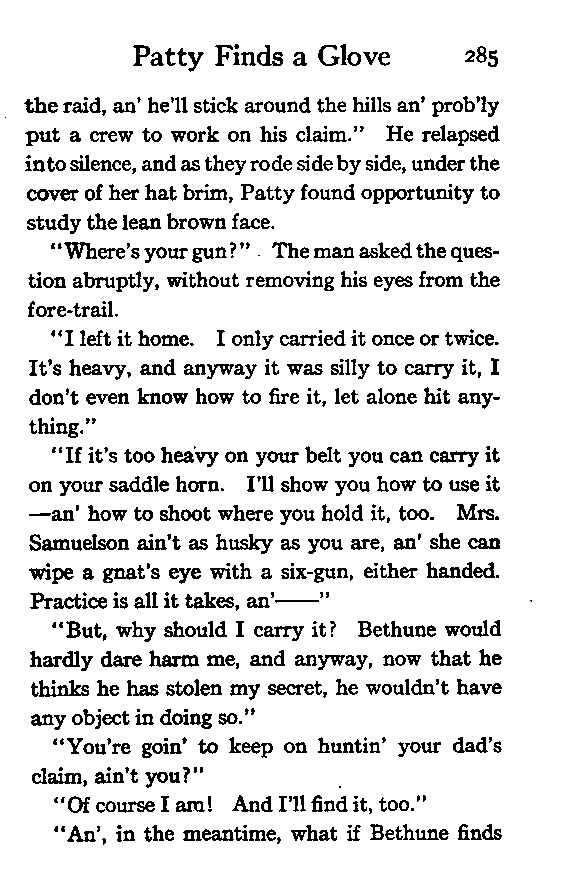 Patty Finds a Glove 285
the raid, an' he'll stick around the hills an' prob'ly
put a crew to work on his claim." He relapsed
into silence, and as they rode side by side, under the
cover of her hat brim, Patty found opportunity to
study the lean brown face.
"Where's your gun?" The man asked the ques-
tion abruptly, without removing his eyes from the
fore-trail.
"I left it home. I only carried it once or twice.
It's heavy, and anyway it was silly to carry it, I
don't even know how to fire it, let alone hit any-
thing."
"If it's too heavy on your belt you can carry it
on your saddle horn. I'll show you how to use it
—an' how to shoot where you hold it, too. Mrs.
Samuelson ain't as husky as you are, an' she can
wipe a gnat's eye with a six-gun, either handed.
Practice is all it takes, an'——"
"But, why should I carry it? Bethune would
hardly dare harm me, and anyway, now that he
thinks he has stolen my secret, he wouldn't have
any object in doing so."
"You're goin' to keep on huntin' your dad's
claim, ain't you?"
"Of course I am! And I'll find it, too."
"An', in the meantime, what if Bethune finds